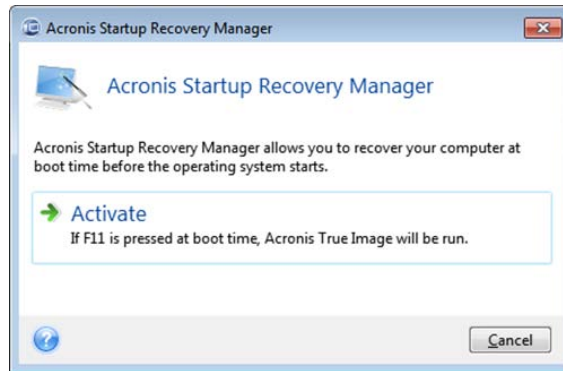 Acronis Startup Recovery Manager
Acronis Startup Recovery Manager
Acronis Startup Recovery Manager allows you to recover your computer at
boot time before the operating system starts.
Activate
If F11 is pressed at boot time, Acronis True Image will be run.
Cancel